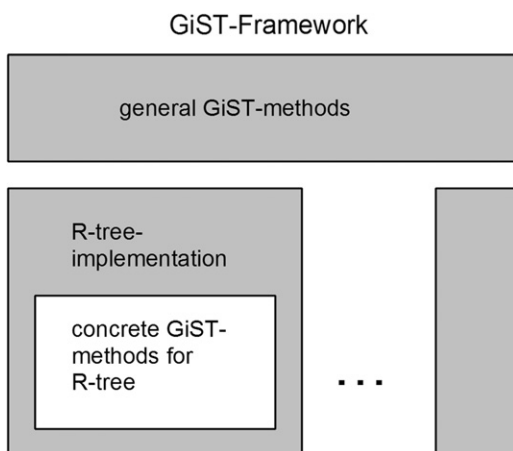 GiST-Framework
general GiST-methods
R-tree-
implementation
concrete GiST-
methods for
R-tree
...